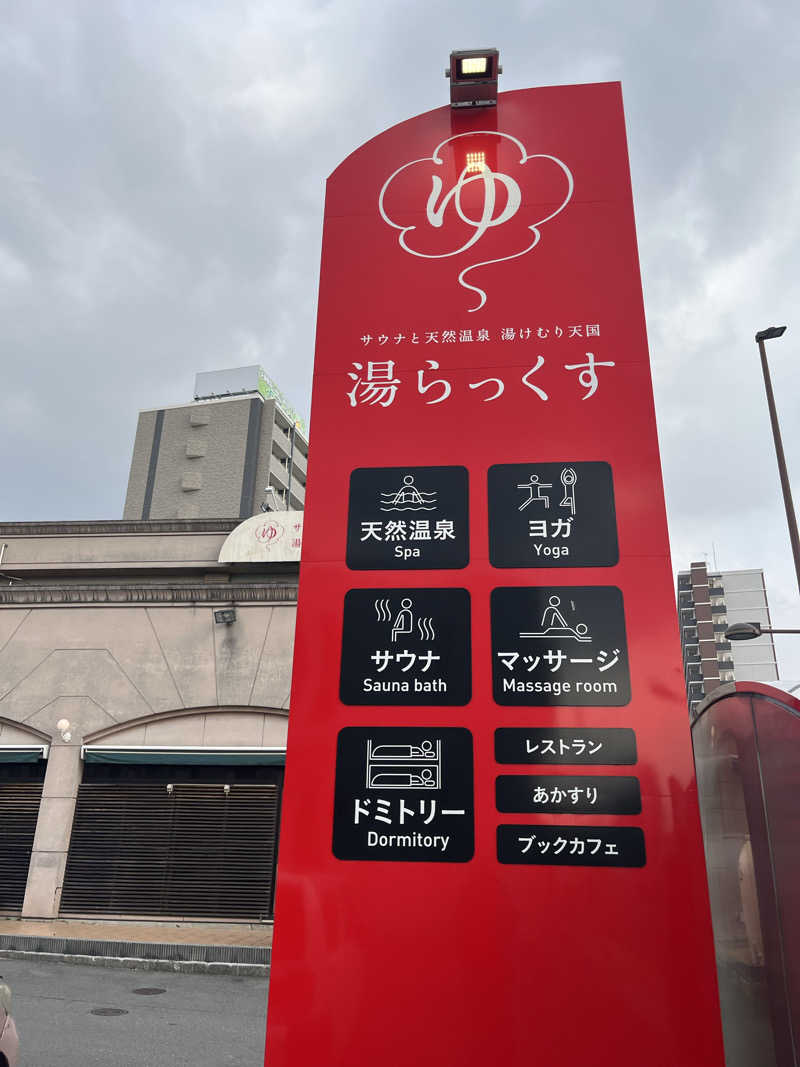 ゆ
サウナと天然温泉 湯けむり天国
湯らっくす
天然温泉
Spa
ヨガ
Yoga
サウナ
Sauna bath
マッサージ
Massage room
ドミトリー
Dormitory
レストラン
あかすり
ブックカフェ
ゆ
サ
湯